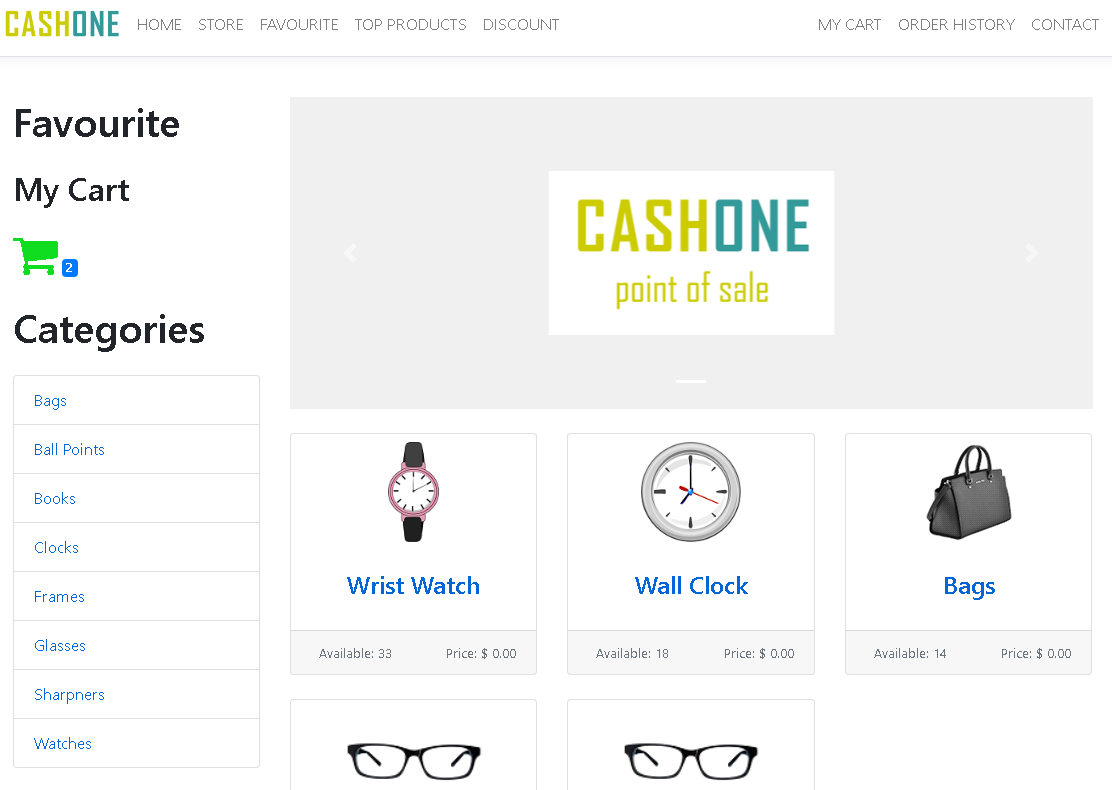 CASHONE HOME STORE FAVOURITE TOP PRODUCTS DISCOUNT MY CART ORDER HISTORY CONTACT
Favourite
My Cart
2
Categories
Bags
Ball Points
Books
Clocks
Frames
Glasses
Sharpners
Watches
CASHONE
point of sale
Wrist Watch
Available: 33 Price: $ 0.00
Wall Clock
Available: 18 Price: $ 0.00
Bags
Available: 14 Price: $ 0.00